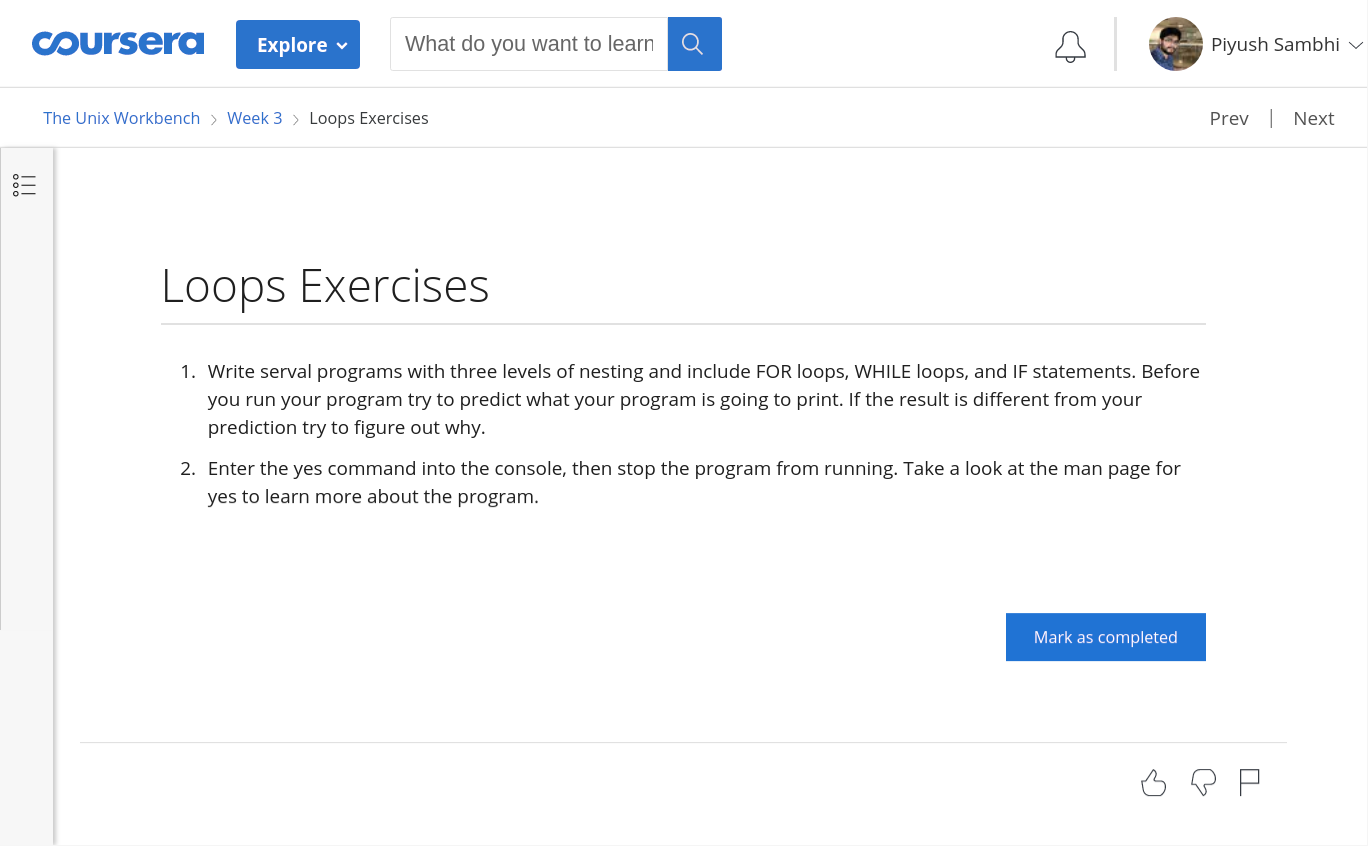 coursera
Explore
What do you want to learn
Piyush Sambhi
The Unix Workbench
Week 3
Loops Exercises
Prev | Next
Loops Exercises
1. Write serval programs with three levels of nesting and include FOR loops, WHILE loops, and IF statements. Before
you run your program try to predict what your program is going to print. If the result is different from your
prediction try to figure out why.
2. Enter the yes command into the console, then stop the program from running. Take a look at the man page for
yes to learn more about the program.
Mark as completed